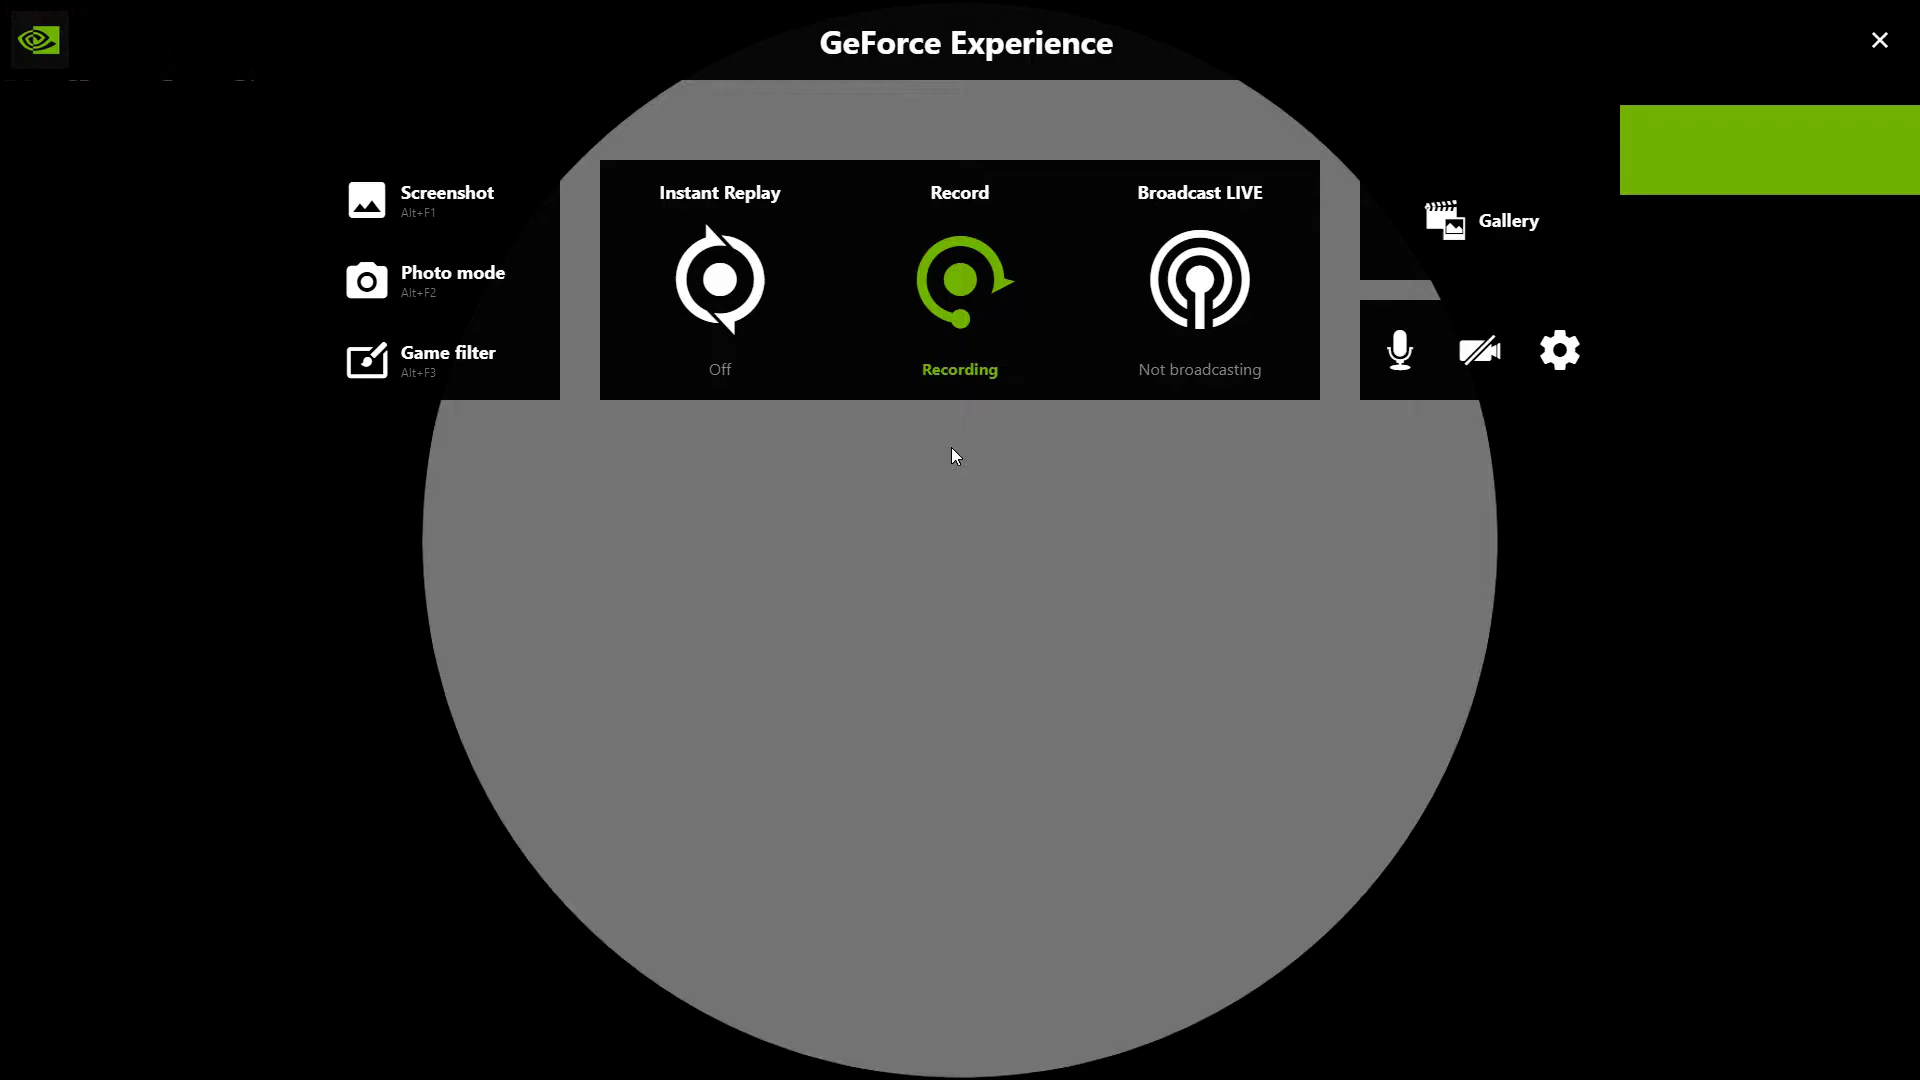 GeForce Experience
Screenshot
Alt+F1
Photo mode
Alt+F2
Game filter
Alt+F3
Instant Replay
Off
Record
Recording
Broadcast LIVE
Not broadcasting
Gallery